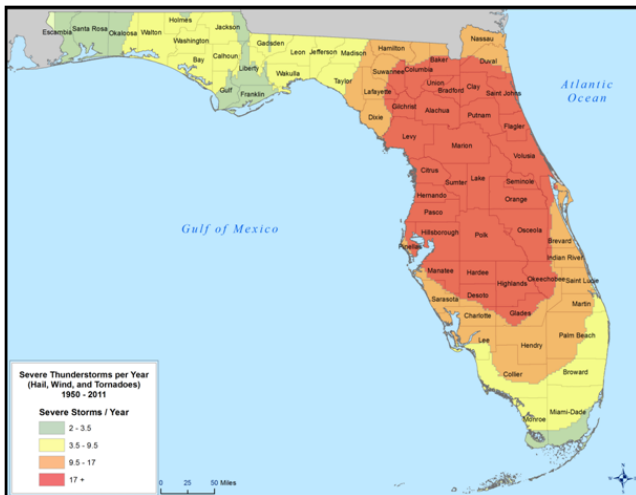 Holmes
Jackson
Escambia
Santa Rosa
Okaloosa
Walton
Washington
Bay
Calhoun
Gadsden
Liberty
Gulf
Franklin
Leon
Wakulla
Jefferson
Madison
Taylor
Hamilton
Suwannee
Lafayette
Dixie
Columbia
Baker
Nassau
Duval
Union
Bradford
Clay
Saint Johns
Gilchrist
Alachua
Putnam
Flagler
Levy
Marion
Volusia
Citrus
Sumter
Lake
Seminole
Hernando
Orange
Pasco
Hillsborough
Pinellas
Polk
Osceola
Brevard
Indian River
Manatee
Hardee
Highlands
Okeechobee
Saint Lucie
Sarasota
Desoto
Martin
Charlotte
Glades
Lee
Hendry
Palm Beach
Collier
Broward
Monroe
Miami-Dade
Atlantic
Ocean
Gulf of Mexico
Severe Thunderstorms per Year
(Hail, Wind, and Tornadoes)
1950 - 2011
Severe Storms / Year
2 - 3.5
3.5 - 9.5
9.5 - 17
17 +
0 25 50 Miles